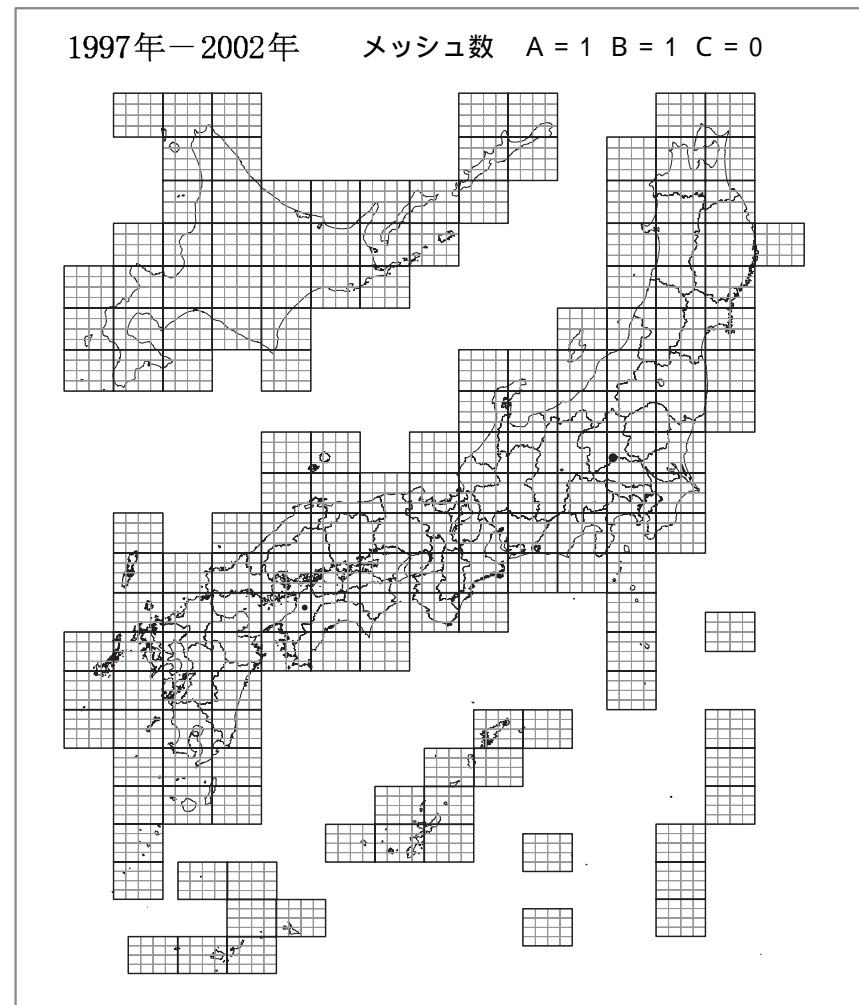 1997年－2002年 メッシュ数 A = 1 B = 1 C = 0